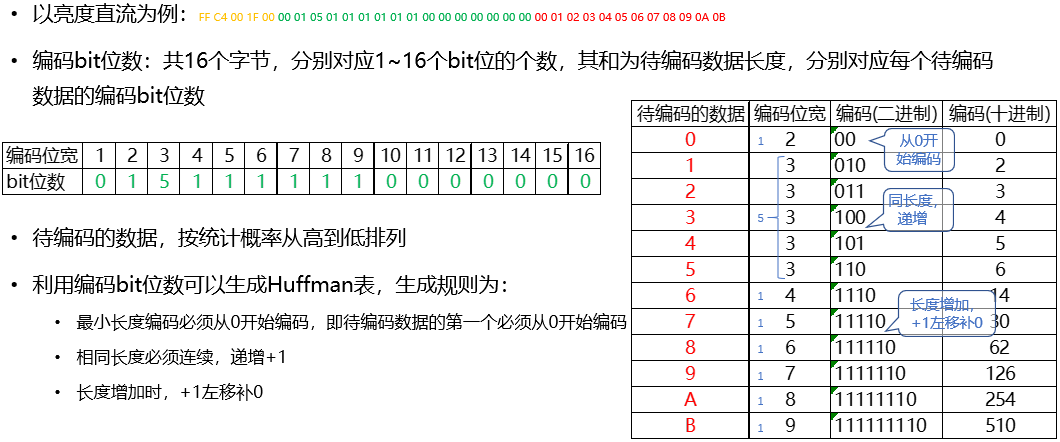 • 以亮度直流为例：FF C4 00 1F 00 00 01 05 01 01 01 01 01 01 00 00 00 00 00 00 00 00 01 02 03 04 05 06 07 08 09 0A 0B
• 编码bit位数：共16个字节，分别对应1~16个bit位的个数，其和为待编码数据长度，分别对应每个待编码
数据的编码bit位数
编码位宽 1 2 3 4 5 6 7 8 9 10 11 12 13 14 15 16
bit位数 0 1 5 1 1 1 1 1 1 0 0 0 0 0 0 0
• 待编码的数据，按统计概率从高到低排列
• 利用编码bit位数可以生成Huffman表，生成规则为：
• 最小长度编码必须从0开始编码，即待编码数据的第一个必须从0开始编码
• 相同长度必须连续，递增+1
• 长度增加时，+1左移补0
待编码的数据 编码位宽 编码(二进制) 编码(十进制)
0 1 2 00 0
从0开
始编码
1 3 010 2
2 3 011 3
同长度，
递增
3 5 3 100 4
4 3 101 5
5 3 110 6
6 1 4 1110 14
长度增加，
+1左移补0
7 1 5 11110 30
8 1 6 111110 62
9 1 7 1111110 126
A 1 8 11111110 254
B 1 9 111111110 510